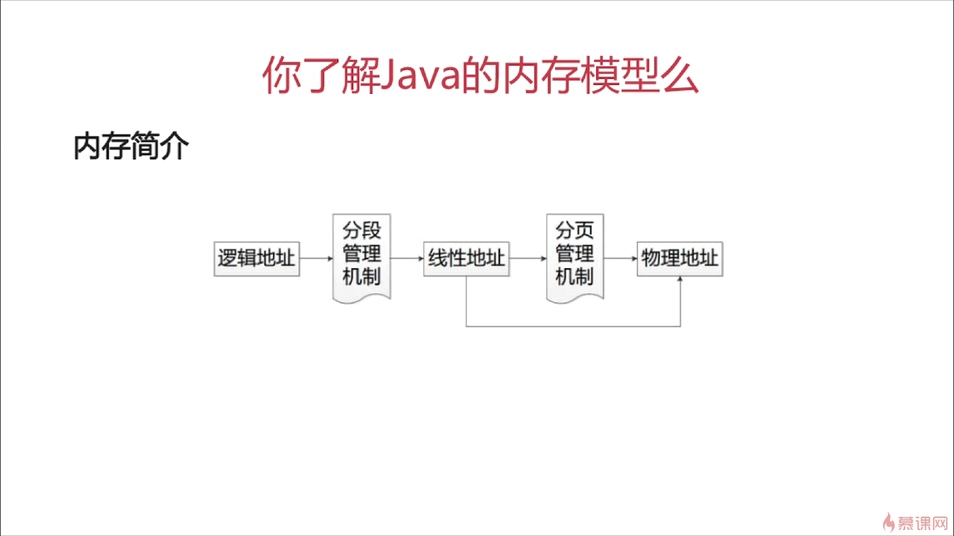 你了解Java的内存模型么
内存简介
逻辑地址
分段
管理
机制
线性地址
分页
管理
机制
物理地址
慕课网